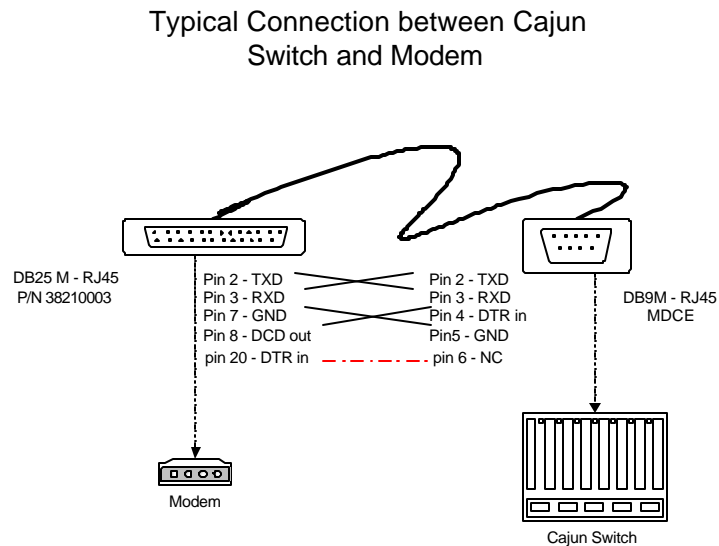 Typical Connection between Cajun
Switch and Modem
DB25 M - RJ45
P/N 38210003
Pin 2 - TXD
Pin 3 - RXD
Pin 7 - GND
Pin 8 - DCD out
pin 20 - DTR in
Pin 2 - TXD
Pin 3 - RXD
Pin 4 - DTR in
Pin5 - GND
pin 6 - NC
DB9M - RJ45
MDCE
Modem
Cajun Switch